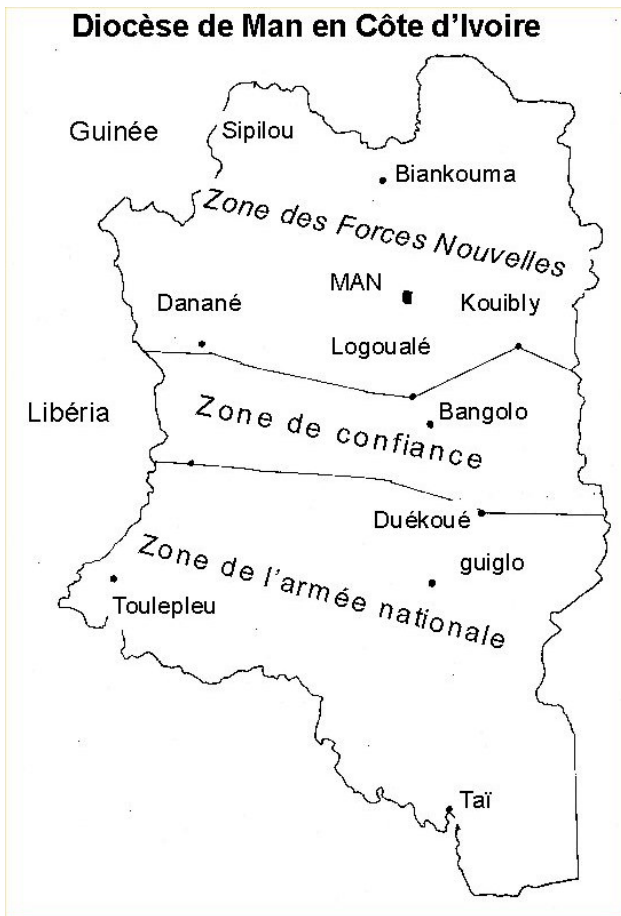 Diocèse de Man en Côte d'Ivoire
Guinée
Sipilou
Biankouma
Zone des Forces Nouvelles
MAN
Danané
Kouibly
Logoualé
Libéria
Zone de confiance
Bangolo
Duékoué
Zone de l'armée nationale
guiglo
Toulepleu
Taï